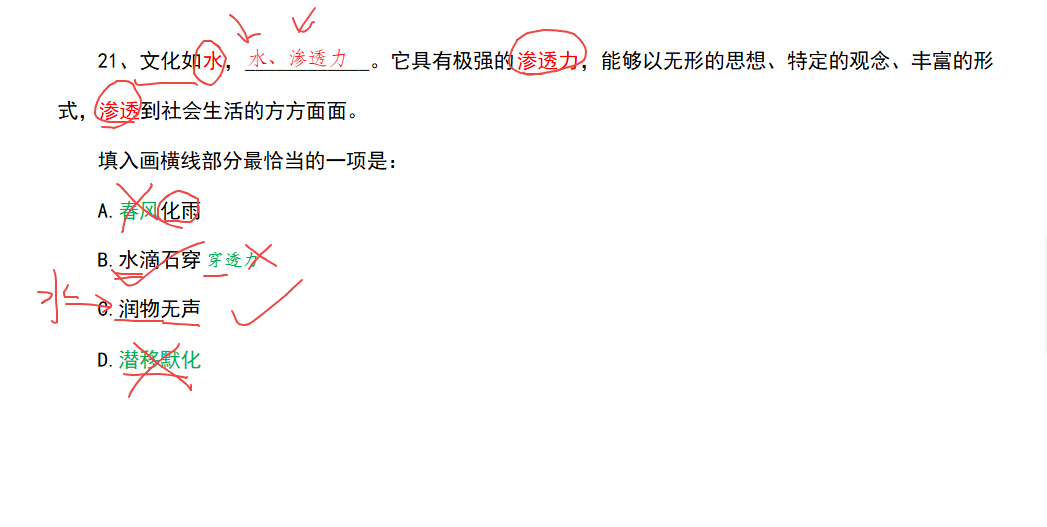 21、文化如水，水、渗透力。它具有极强的渗透力，能够以无形的思想、特定的观念、丰富的形
式，渗透到社会生活的方方面面。
填入画横线部分最恰当的一项是：
A.春风化雨
B.水滴石穿 穿透力
水 C.润物无声
D.潜移默化